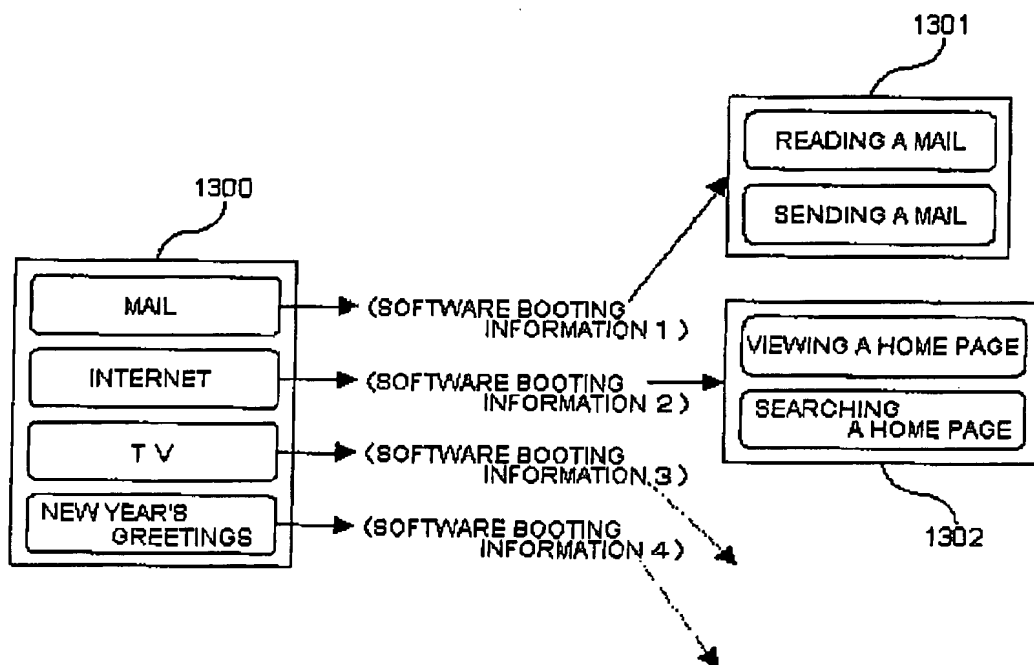 1301
READING A MAIL
SENDING A MAIL
1300
MAIL
INTERNET
TV
NEW YEAR'S
GREETINGS
(SOFTWARE BOOTING
INFORMATION 1)
(SOFTWARE BOOTING
INFORMATION 2)
(SOFTWARE BOOTING
INFORMATION 3)
(SOFTWARE BOOTING
INFORMATION 4)
VIEWING A HOME PAGE
SEARCHING
A HOME PAGE
1302